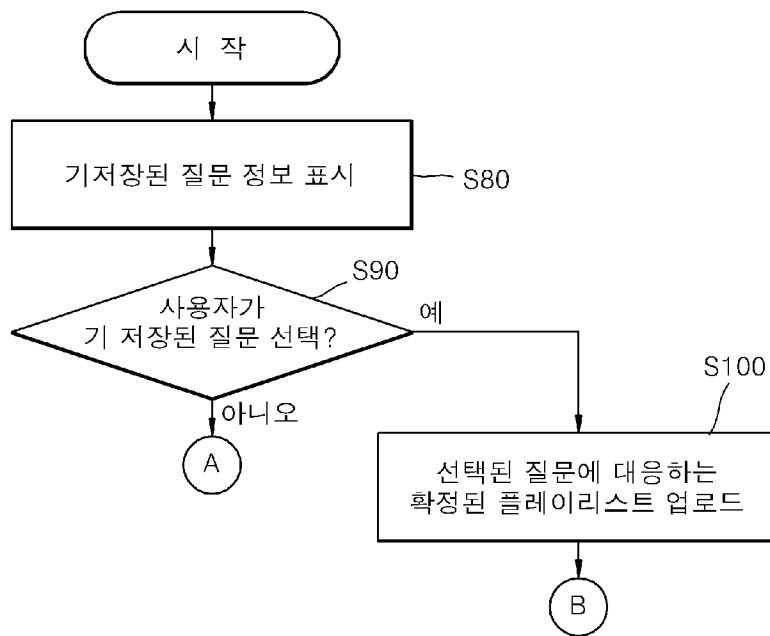 시 작
기저장된 질문 정보 표시
S80
S90
사용자가
기 저장된 질문 선택?
예
아니오
A
S100
선택된 질문에 대응하는
확정된 플레이리스트 업로드
B